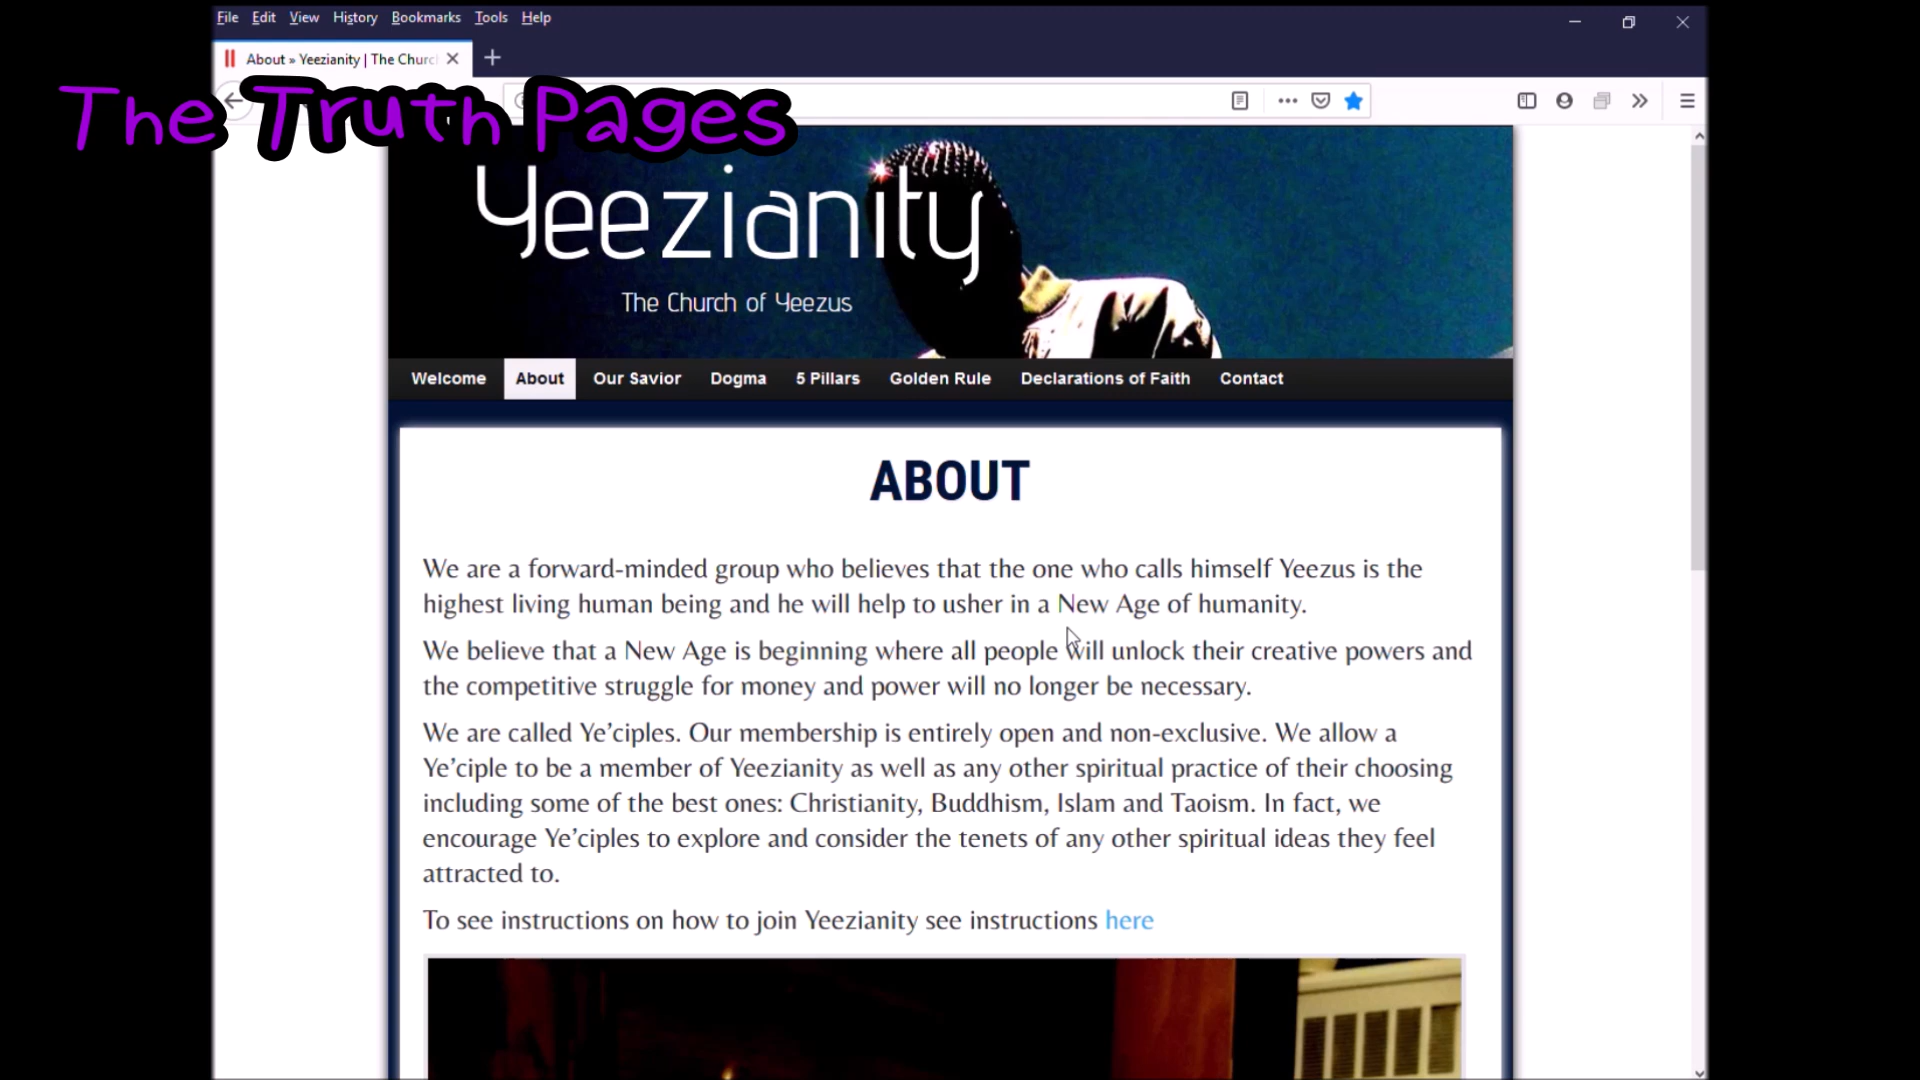 File Edit View History Bookmarks Tools Help
About » Yeezianity | The Churc
The Truth Pages
Yeezianity
The Church of Yeezus
Welcome About Our Savior Dogma 5 Pillars Golden Rule Declarations of Faith Contact
ABOUT
We are a forward-minded group who believes that the one who calls himself Yeezus is the
highest living human being and he will help to usher in a New Age of humanity.
We believe that a New Age is beginning where all people will unlock their creative powers and
the competitive struggle for money and power will no longer be necessary.
We are called Ye’ciples. Our membership is entirely open and non-exclusive. We allow a
Ye’ciple to be a member of Yeezianity as well as any other spiritual practice of their choosing
including some of the best ones: Christianity, Buddhism, Islam and Taoism. In fact, we
encourage Ye’ciples to explore and consider the tenets of any other spiritual ideas they feel
attracted to.
To see instructions on how to join Yeezianity see instructions here